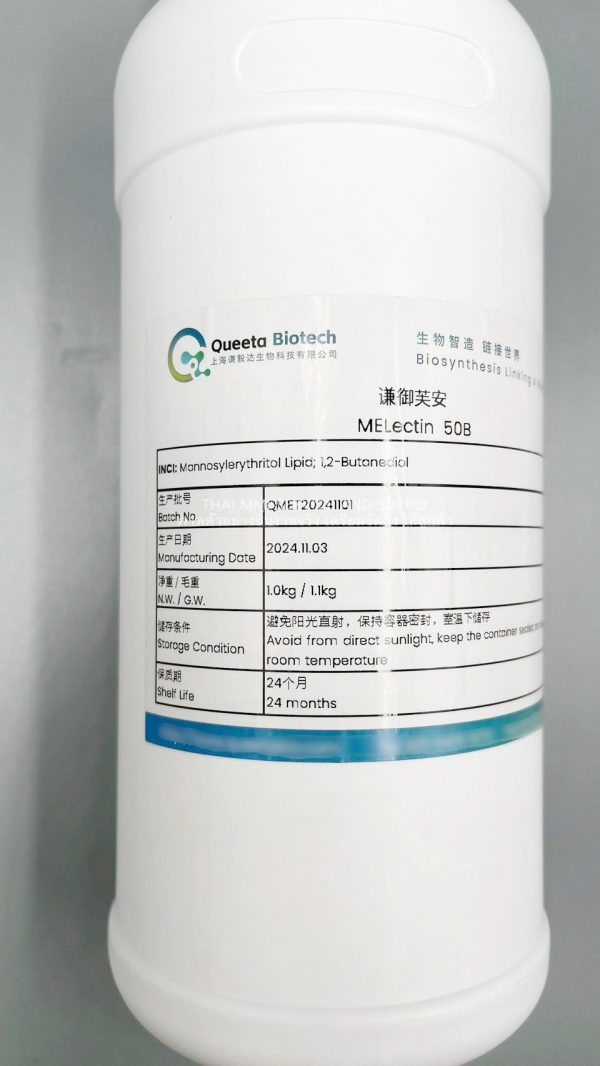 Queeta Biotech
上海谦毅达生物科技有限公司
生物智造 链接世界
Biosynthesis Linking
谦御芙安
MELectin 50B
INCI: Mannosylerythritol Lipid; 1,2-Butanediol
生产批号
Batch No.
QMET20241101
THAI MM AND SUPPLY
生产日期
Manufacturing Date
2024.11.03
净重 / 毛重
N.W. / G.W.
1.0kg / 1.1kg
储存条件
Storage Condition
避免阳光直射，保持容器密封，室温下储存
Avoid from direct sunlight, keep the container sealed
room temperature
保质期
Shelf Life
24个月
24 months